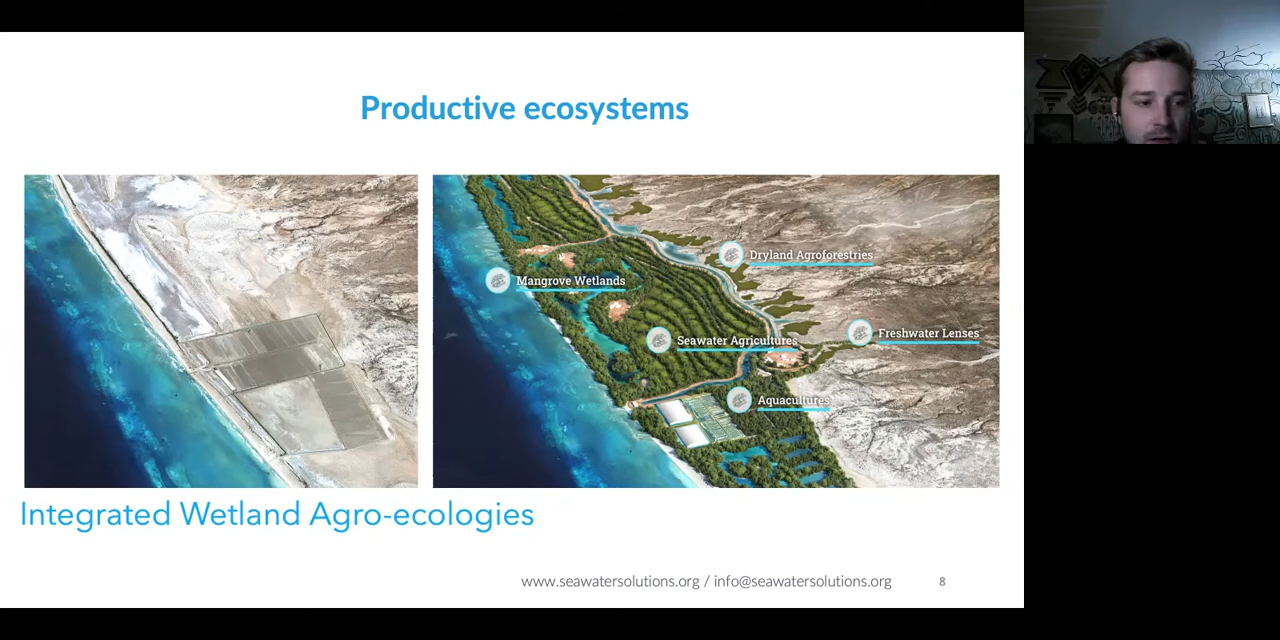 Productive ecosystems
Dryland Agroforestries
Mangrove Wetlands
Freshwater Lenses
Seawater Agricultures
Aquacultures
Integrated Wetland Agro-ecologies
www.seawatersolutions.org / info@seawatersolutions.org
8